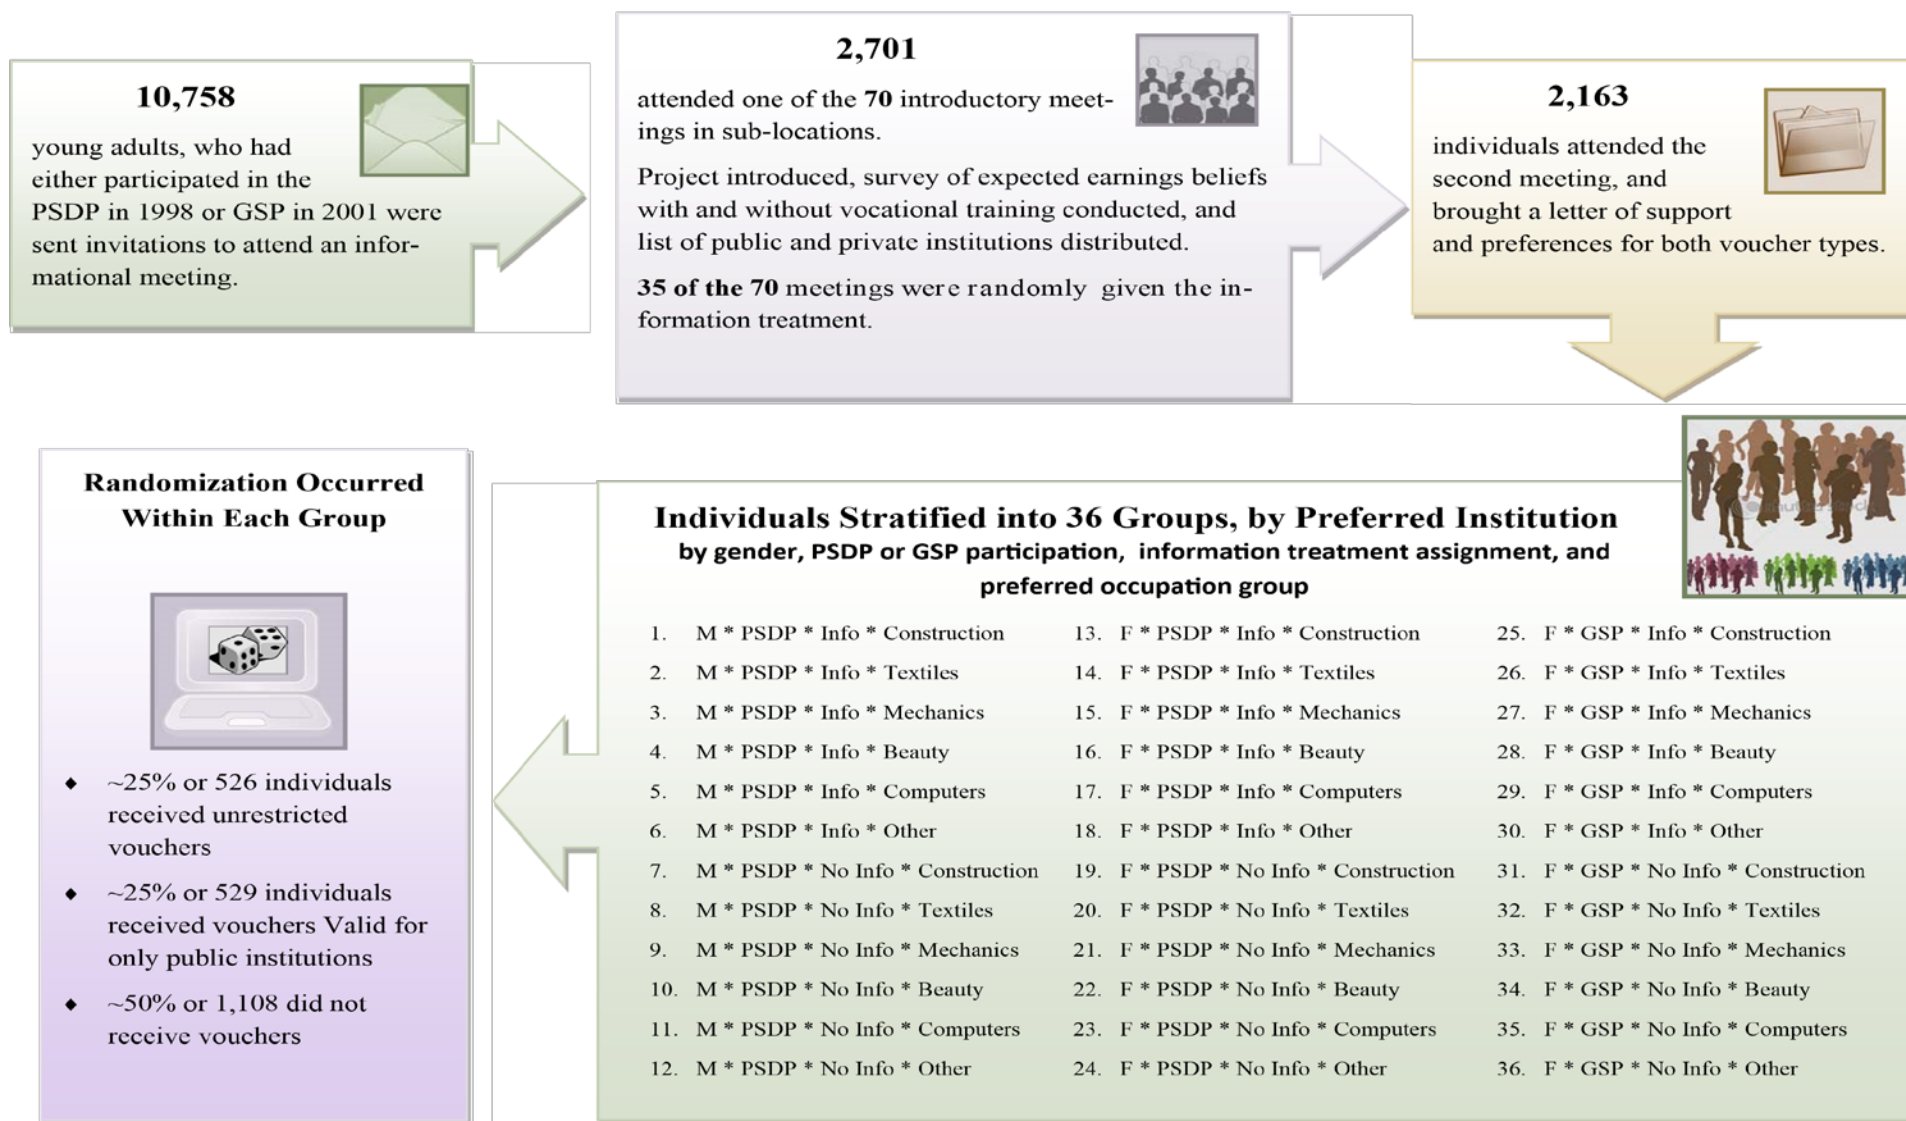 10,758
young adults, who had
either participated in the
PSDP in 1998 or GSP in 2001 were
sent invitations to attend an infor-
mational meeting.
2,701
attended one of the 70 introductory meet-
ings in sub-locations.
Project introduced, survey of expected earnings beliefs
with and without vocational training conducted, and
list of public and private institutions distributed.
35 of the 70 meetings were randomly given the in-
formation treatment.
2,163
individuals attended the
second meeting, and
brought a letter of support
and preferences for both voucher types.
Individuals Stratified into 36 Groups, by Preferred Institution
by gender, PSDP or GSP participation, information treatment assignment, and
preferred occupation group
1. M * PSDP * Info * Construction
2. M * PSDP * Info * Textiles
3. M * PSDP * Info * Mechanics
4. M * PSDP * Info * Beauty
5. M * PSDP * Info * Computers
6. M * PSDP * Info * Other
7. M * PSDP * No Info * Construction
8. M * PSDP * No Info * Textiles
9. M * PSDP * No Info * Mechanics
10. M * PSDP * No Info * Beauty
11. M * PSDP * No Info * Computers
12. M * PSDP * No Info * Other
13. F * PSDP * Info * Construction
14. F * PSDP * Info * Textiles
15. F * PSDP * Info * Mechanics
16. F * PSDP * Info * Beauty
17. F * PSDP * Info * Computers
18. F * PSDP * Info * Other
19. F * PSDP * No Info * Construction
20. F * PSDP * No Info * Textiles
21. F * PSDP * No Info * Mechanics
22. F * PSDP * No Info * Beauty
23. F * PSDP * No Info * Computers
24. F * PSDP * No Info * Other
25. F * GSP * Info * Construction
26. F * GSP * Info * Textiles
27. F * GSP * Info * Mechanics
28. F * GSP * Info * Beauty
29. F * GSP * Info * Computers
30. F * GSP * Info * Other
31. F * GSP * No Info * Construction
32. F * GSP * No Info * Textiles
33. F * GSP * No Info * Mechanics
34. F * GSP * No Info * Beauty
35. F * GSP * No Info * Computers
36. F * GSP * No Info * Other
Randomization Occurred
Within Each Group
◆ ~25% or 526 individuals
received unrestricted
vouchers
◆ ~25% or 529 individuals
received vouchers Valid for
only public institutions
◆ ~50% or 1,108 did not
receive vouchers